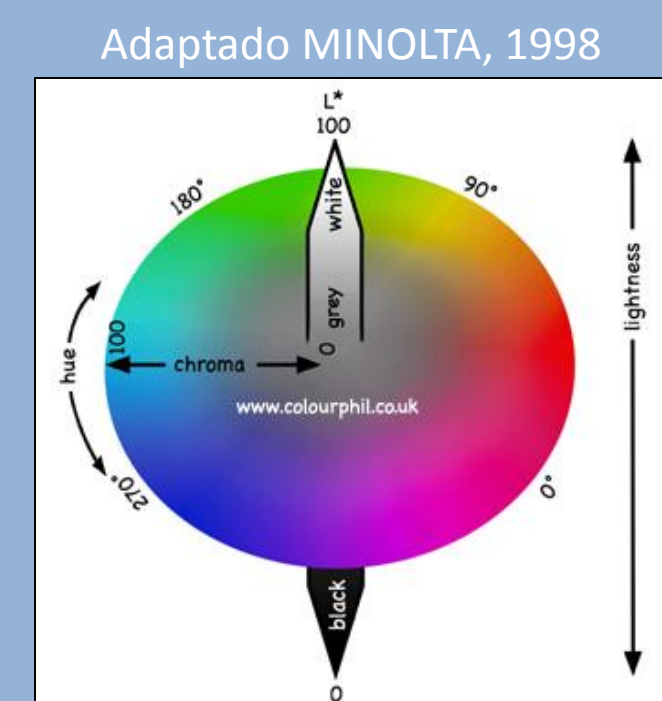 Adaptado MINOLTA, 1998
L*
100
white
grey
0
180°
90°
hue
100
chroma
lightness
www.colourphil.co.uk
270°
0°
black
0